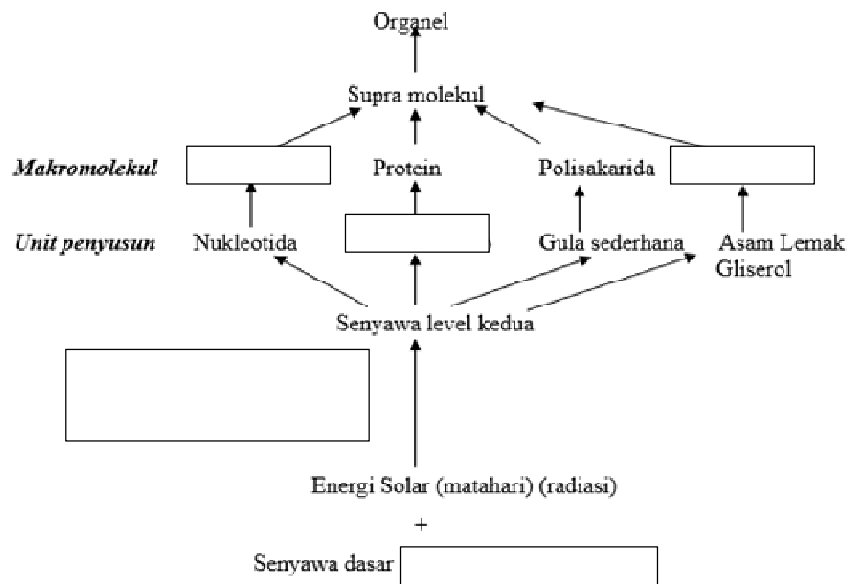 Organel
Supra molekul
Makromolekul Protein Polisakarida
Unit penyusun Nukleotida Gula sederhana Asam Lemak
Gliserol
Senyawa level kedua
Energi Solar (matahari) (radiasi)
+
Senyawa dasar